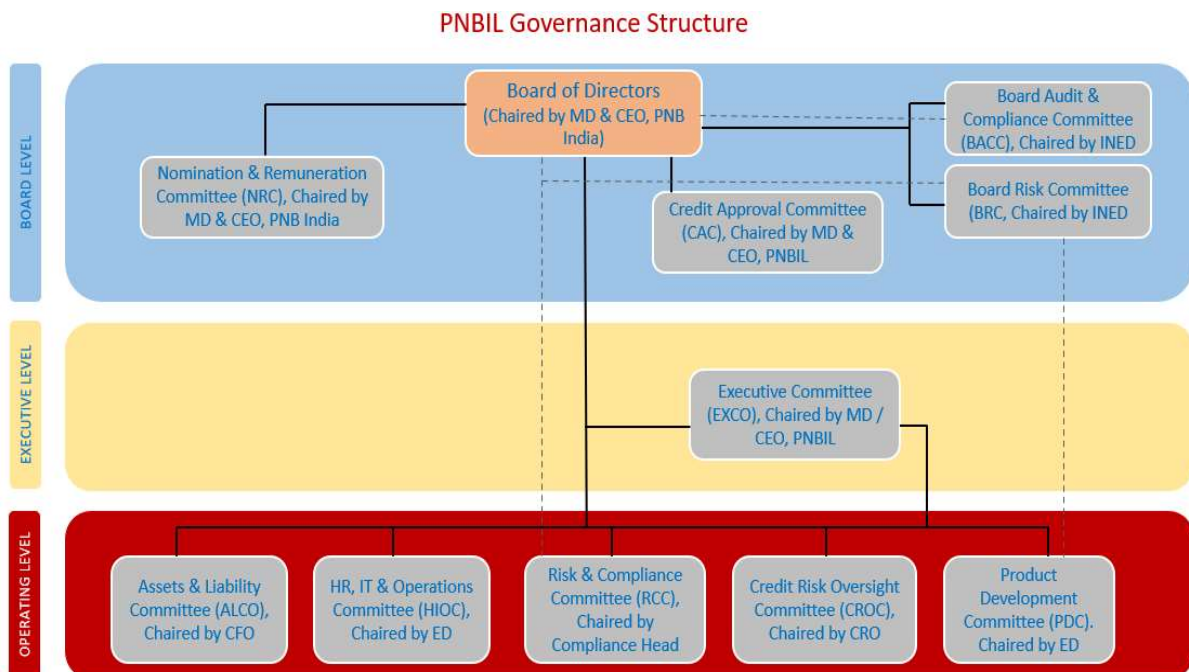 PNBIL Governance Structure
BOARD LEVEL
Board of Directors
(Chaired by MD & CEO, PNB
India)
Board Audit &
Compliance Committee
(BACC), Chaired by INED
Nomination & Remuneration
Committee (NRC), Chaired by
MD & CEO, PNB India
Credit Approval Committee
(CAC), Chaired by MD &
CEO, PNBIL
Board Risk Committee
(BRC, Chaired by INED
EXECUTIVE LEVEL
Executive Committee
(EXCO), Chaired by MD /
CEO, PNBIL
OPERATING LEVEL
Assets & Liability
Committee (ALCO),
Chaired by CFO
HR, IT & Operations
Committee (HIOC),
Chaired by ED
Risk & Compliance
Committee (RCC),
Chaired by
Compliance Head
Credit Risk Oversight
Committee (CROC),
Chaired by CRO
Product
Development
Committee (PDC).
Chaired by ED